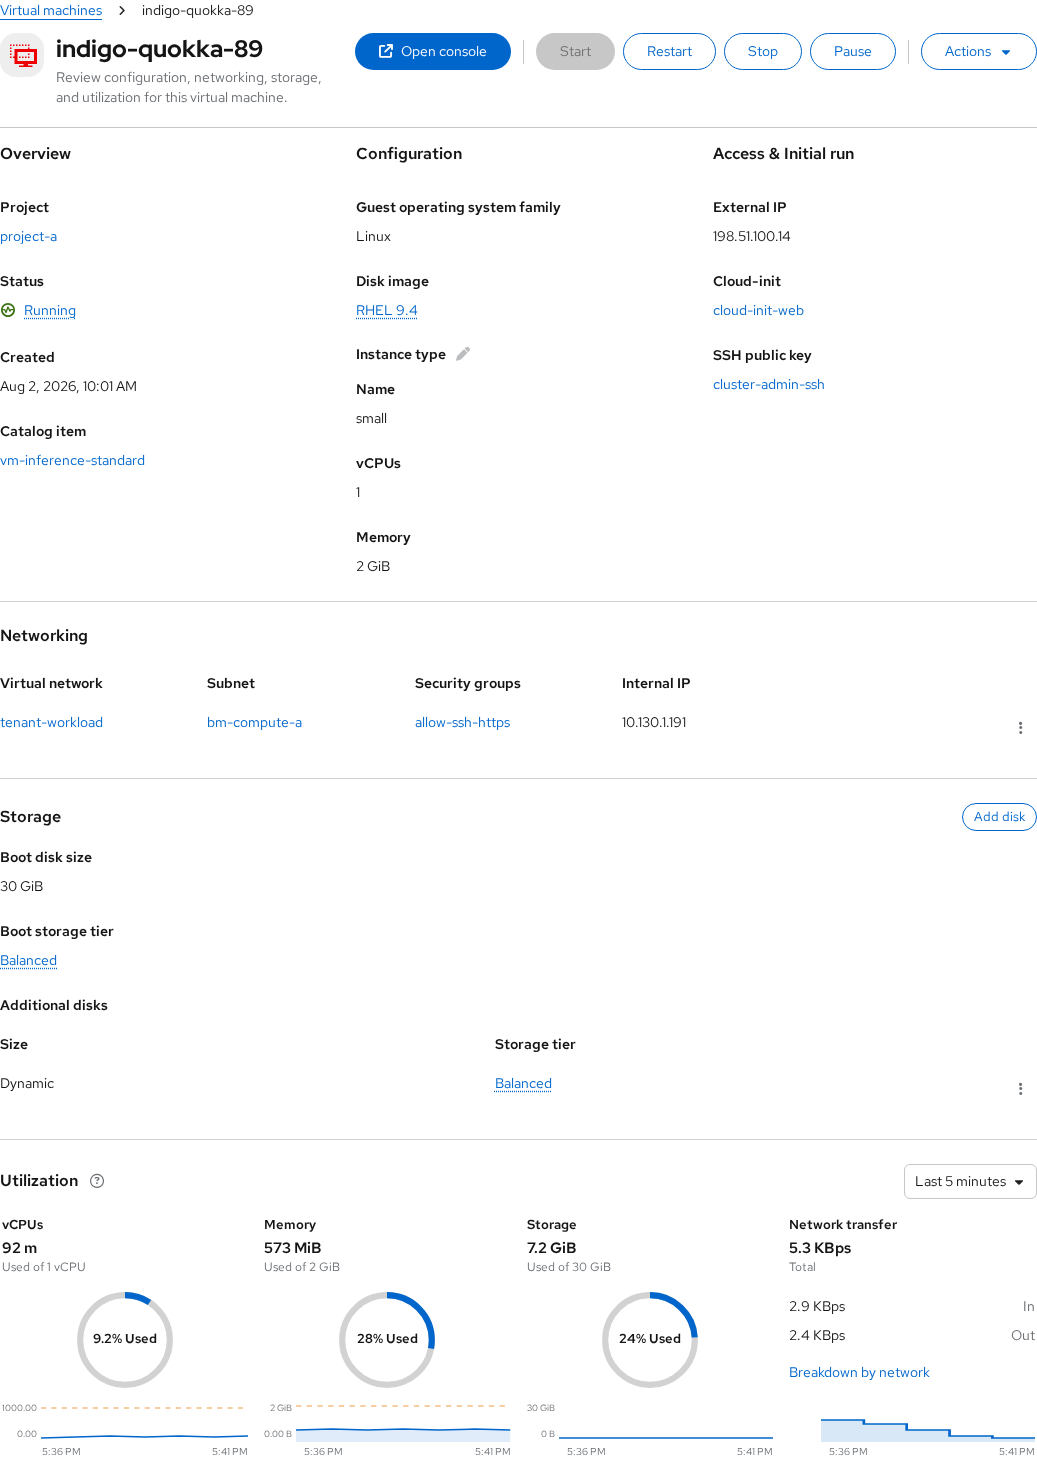 Virtual machines > indigo-quokka-89
indigo-quokka-89
Review configuration, networking, storage,
and utilization for this virtual machine.
Open console
Start
Restart
Stop
Pause
Actions
Overview
Project
project-a
Status
Running
Created
Aug 2, 2026, 10:01 AM
Catalog item
vm-inference-standard
Configuration
Guest operating system family
Linux
Disk image
RHEL 9.4
Instance type
Name
small
vCPUs
1
Memory
2 GiB
Access & Initial run
External IP
198.51.100.14
Cloud-init
cloud-init-web
SSH public key
cluster-admin-ssh
Networking
Virtual network Subnet Security groups Internal IP
tenant-workload bm-compute-a allow-ssh-https 10.130.1.191
Storage
Add disk
Boot disk size
30 GiB
Boot storage tier
Balanced
Additional disks
Size Storage tier
Dynamic Balanced
Utilization
Last 5 minutes
vCPUs
92 m
Used of 1 vCPU
9.2% Used
1000.00
0.00
5:36 PM 5:41 PM
Memory
573 MiB
Used of 2 GiB
28% Used
2 GiB
0.00 B
5:36 PM 5:41 PM
Storage
7.2 GiB
Used of 30 GiB
24% Used
30 GiB
0 B
5:36 PM 5:41 PM
Network transfer
5.3 KBps
Total
2.9 KBps In
2.4 KBps Out
Breakdown by network
5:36 PM 5:41 PM